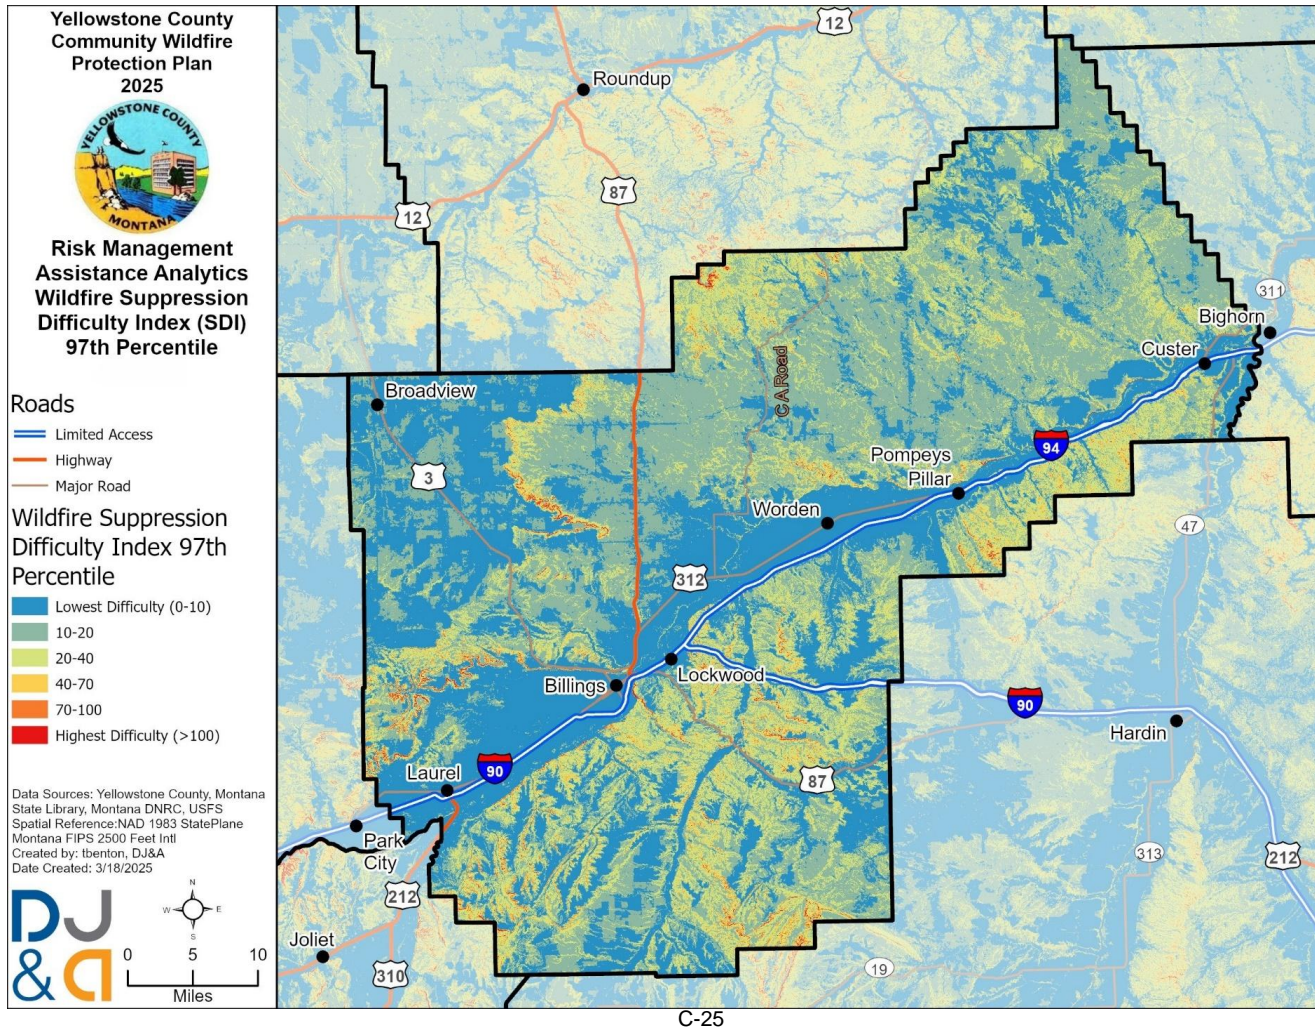 Yellowstone County
Community Wildfire
Protection Plan
2025
YELLOWSTONE COUNTY
MONTANA
Risk Management
Assistance Analytics
Wildfire Suppression
Difficulty Index (SDI)
97th Percentile
Roads
Limited Access
Highway
Major Road
Wildfire Suppression
Difficulty Index 97th
Percentile
Lowest Difficulty (0-10)
10-20
20-40
40-70
70-100
Highest Difficulty (>100)
Data Sources: Yellowstone County, Montana
State Library, Montana DNRC, USFS
Spatial Reference:NAD 1983 StatePlane
Montana FIPS 2500 Feet Intl
Created by: tbenton, DJ&A
Date Created: 3/18/2025
DJ
&a
N
W E
S
0 5 10
Miles
12
Roundup
87
12
311
Bighorn
Custer
Broadview
C A Road
94
3
Pompeys
Pillar
Worden
47
312
Lockwood
Billings
90
Hardin
Laurel
90
87
Park
City
313
212
212
Joliet
310
19
C-25